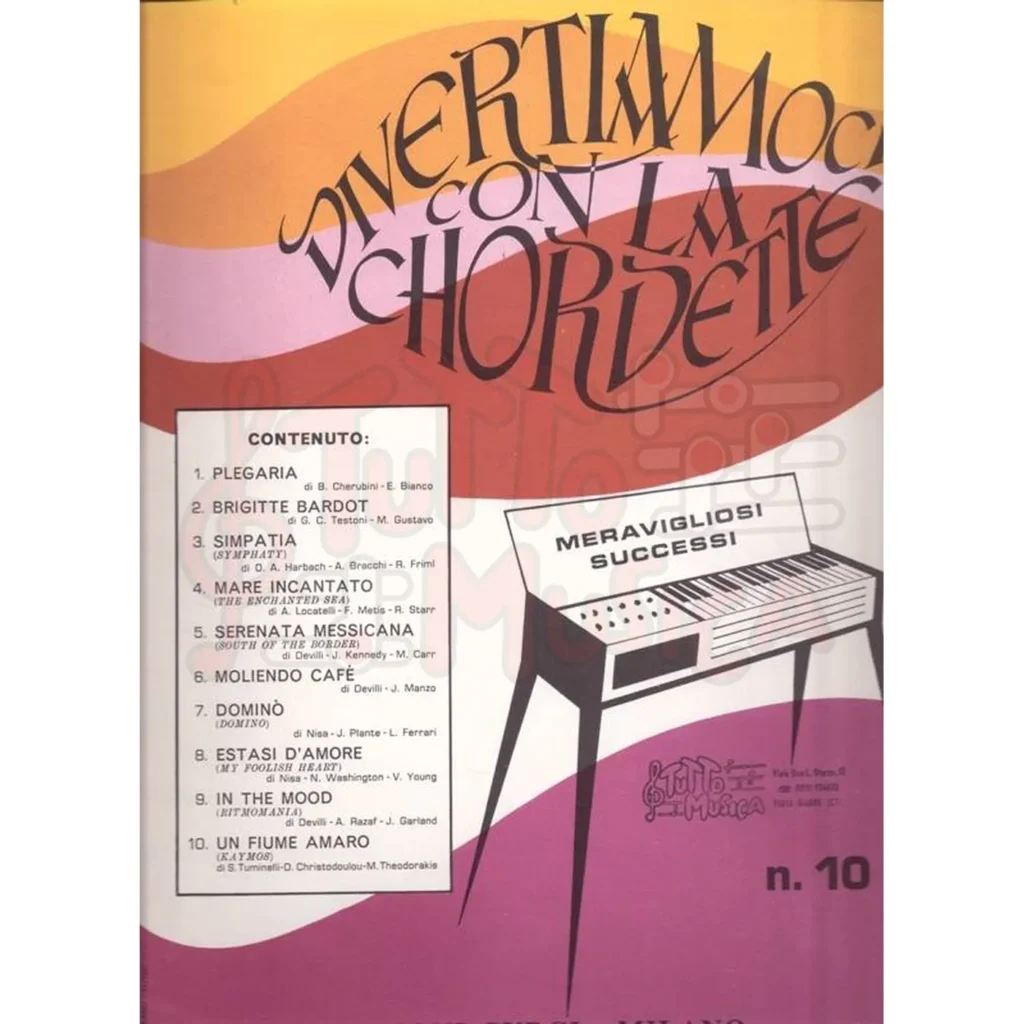 DIVERTIAMOCI
CON LA
CHORDETTE
CONTENUTO:
1. PLEGARIA
di B. Cherubini - E. Bianco
2. BRIGITTE BARDOT
di G. C. Testoni - M. Gustavo
3. SIMPATIA
(SYMPHATY)
di O. A. Harbach - A. Bracchi - R. Friml
4. MARE INCANTATO
(THE ENCHANTED SEA)
di A. Locatelli - F. Metis - R. Starr
5. SERENATA MESSICANA
(SOUTH OF THE BORDER)
di Devilli - J. Kennedy - M. Carr
6. MOLIENDO CAFÉ
di Devilli - J. Manzo
7. DOMINÒ
(DOMINO)
di Nisa - J. Plante - L. Ferrari
8. ESTASI D'AMORE
(MY FOOLISH HEART)
di Nisa - N. Washington - V. Young
9. IN THE MOOD
(RITMOMANIA)
di Devilli - A. Razaf - J. Garland
10. UN FIUME AMARO
(KAYMOS)
di S. Tuminelli - D. Christodoulou - M. Theodorakis
MERAVIGLIOSI
SUCCESSI
TUTTO
MUSICA
n. 10
TUTTO
MUSICA
MILANO